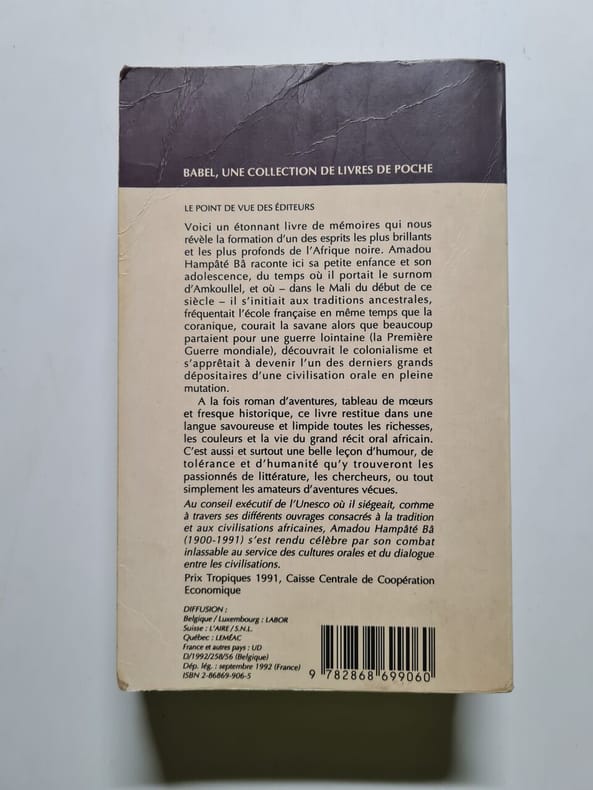 BABEL, UNE COLLECTION DE LIVRES DE POCHE
LE POINT DE VUE DES ÉDITEURS
Voici un étonnant livre de mémoires qui nous
révèle la formation d'un des esprits les plus brillants
et les plus profonds de l'Afrique noire. Amadou
Hampâté Bâ raconte ici sa petite enfance et son
adolescence, du temps où il portait le surnom
d'Amkoullel, et où – dans le Mali du début de ce
siècle – il s'initiait aux traditions ancestrales,
fréquentait l'école française en même temps que la
coranique, courait la savane alors que beaucoup
partaient pour une guerre lointaine (la Première
Guerre mondiale), découvrait le colonialisme et
s'apprêtait à devenir l'un des derniers grands
dépositaires d'une civilisation orale en pleine
mutation.
A la fois roman d'aventures, tableau de mœurs
et fresque historique, ce livre restitue dans une
langue savoureuse et limpide toutes les richesses,
les couleurs et la vie du grand récit oral africain.
C'est aussi et surtout une belle leçon d'humour, de
tolérance et d'humanité qu'y trouveront les
passionnés de littérature, les chercheurs, ou tout
simplement les amateurs d'aventures vécues.
Au conseil exécutif de l'Unesco où il siégeait, comme
à travers ses différents ouvrages consacrés à la tradition
et aux civilisations africaines, Amadou Hampâté Bâ
(1900-1991) s'est rendu célèbre par son combat
inlassable au service des cultures orales et du dialogue
entre les civilisations.
Prix Tropiques 1991, Caisse Centrale de Coopération
Economique
DIFFUSION :
Belgique / Luxembourg : LABOR
Suisse : L'AIRE / S.N.L.
Québec : LEMÉAC
France et autres pays : UD
D/1992/258/56 (Belgique)
Dép. lég. : septembre 1992 (France)
ISBN 2-86869-906-5
9 782868 699060